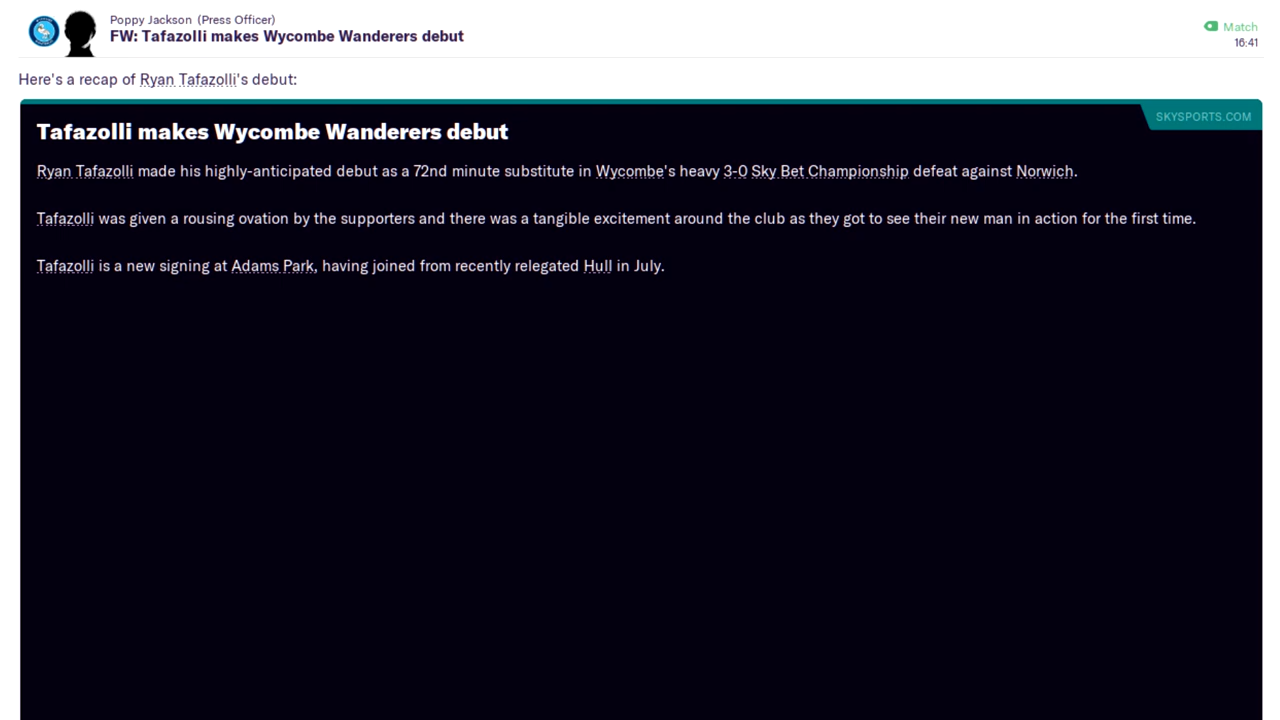 Poppy Jackson (Press Officer)
FW: Tafazolli makes Wycombe Wanderers debut
Match
16:41
Here's a recap of Ryan Tafazolli's debut:
SKYSPORTS.COM
Tafazolli makes Wycombe Wanderers debut
Ryan Tafazolli made his highly-anticipated debut as a 72nd minute substitute in Wycombe's heavy 3-0 Sky Bet Championship defeat against Norwich.
Tafazolli was given a rousing ovation by the supporters and there was a tangible excitement around the club as they got to see their new man in action for the first time.
Tafazolli is a new signing at Adams Park, having joined from recently relegated Hull in July.